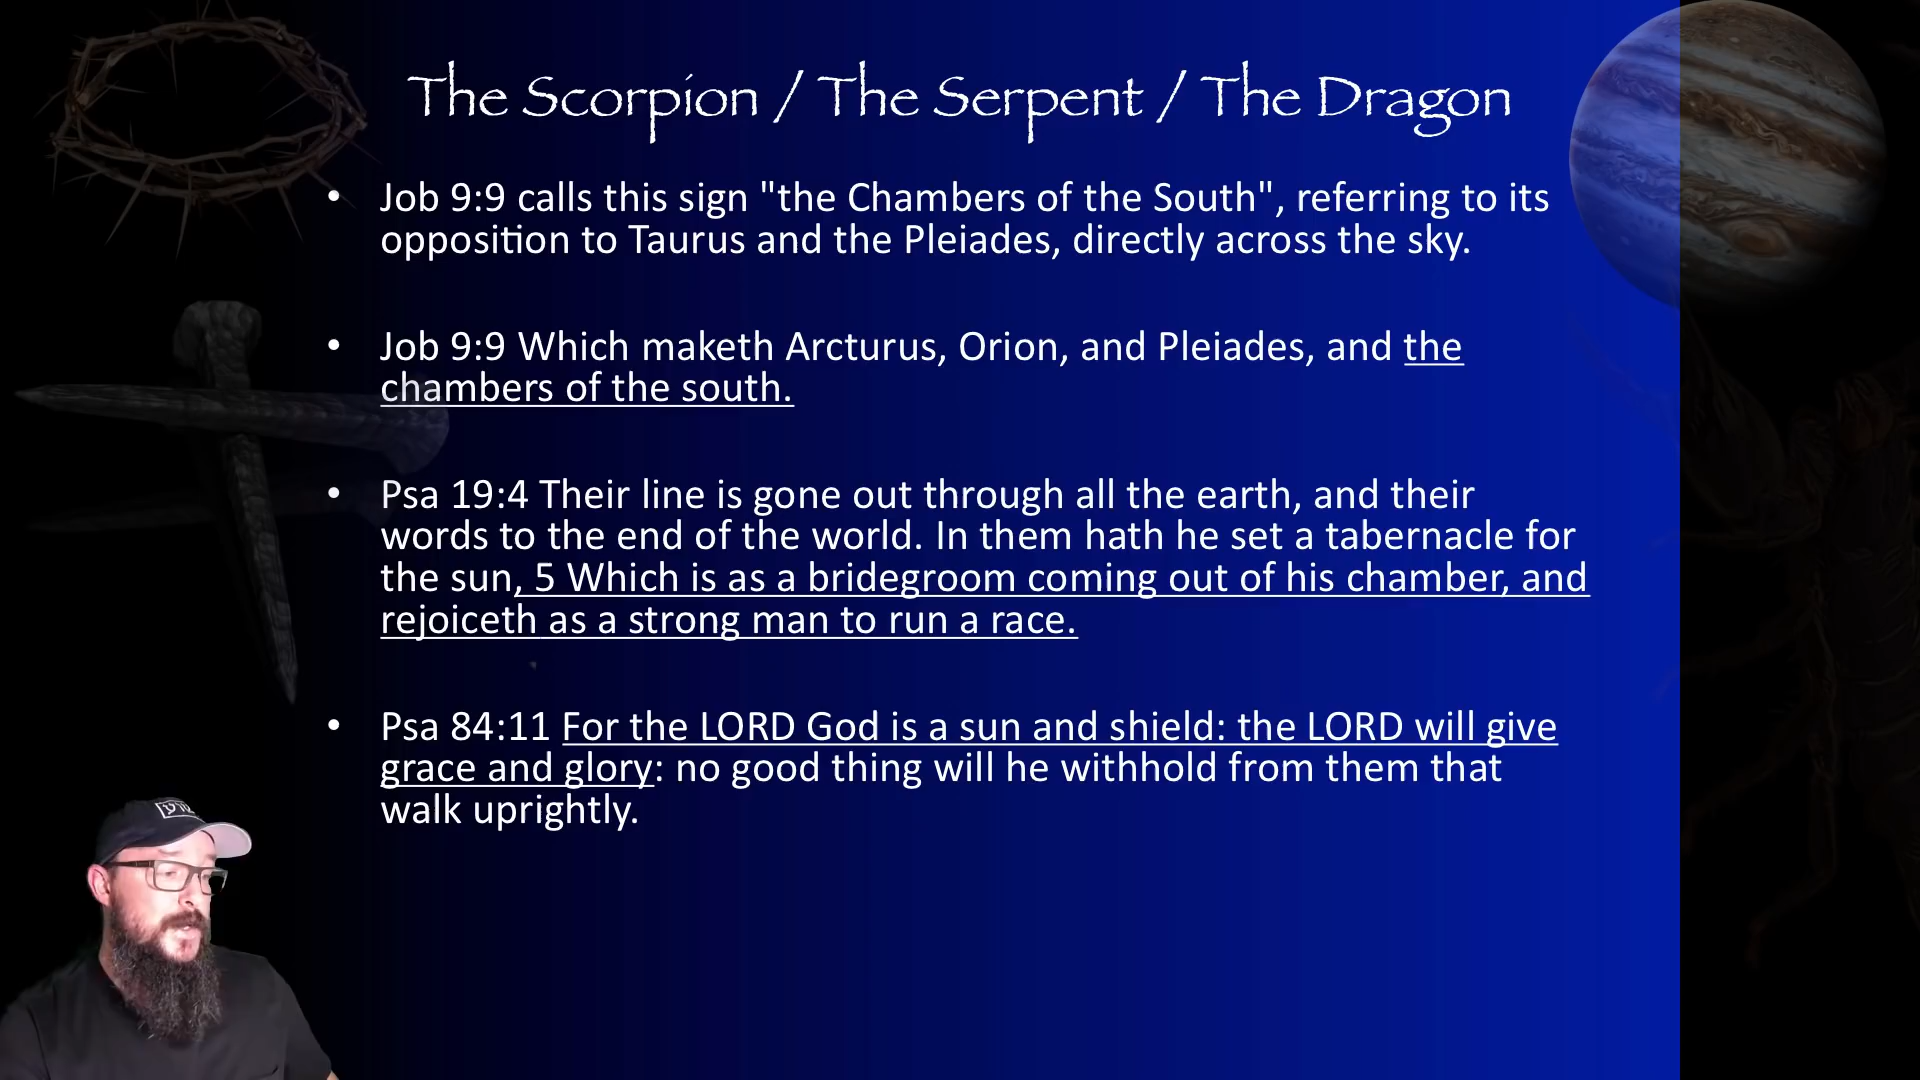 The Scorpion / The Serpent / The Dragon
• Job 9:9 calls this sign "the Chambers of the South", referring to its
opposition to Taurus and the Pleiades, directly across the sky.
• Job 9:9 Which maketh Arcturus, Orion, and Pleiades, and the
chambers of the south.
• Psa 19:4 Their line is gone out through all the earth, and their
words to the end of the world. In them hath he set a tabernacle for
the sun, 5 Which is as a bridegroom coming out of his chamber, and
rejoiceth as a strong man to run a race.
• Psa 84:11 For the LORD God is a sun and shield: the LORD will give
grace and glory: no good thing will he withhold from them that
walk uprightly.